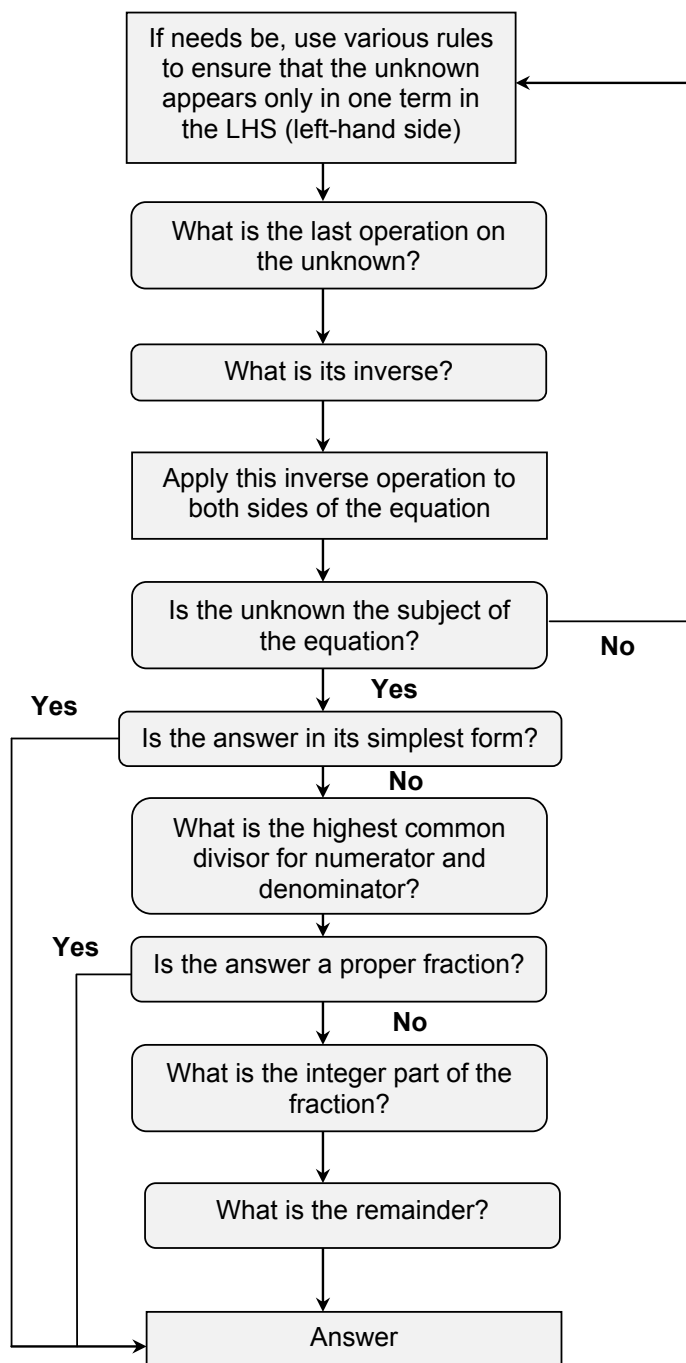 If needs be, use various rules
to ensure that the unknown
appears only in one term in
the LHS (left-hand side)
What is the last operation on
the unknown?
What is its inverse?
Apply this inverse operation to
both sides of the equation
Is the unknown the subject of
the equation?
No
Yes
Yes
Is the answer in its simplest form?
No
What is the highest common
divisor for numerator and
denominator?
Yes
Is the answer a proper fraction?
No
What is the integer part of the
fraction?
What is the remainder?
Answer